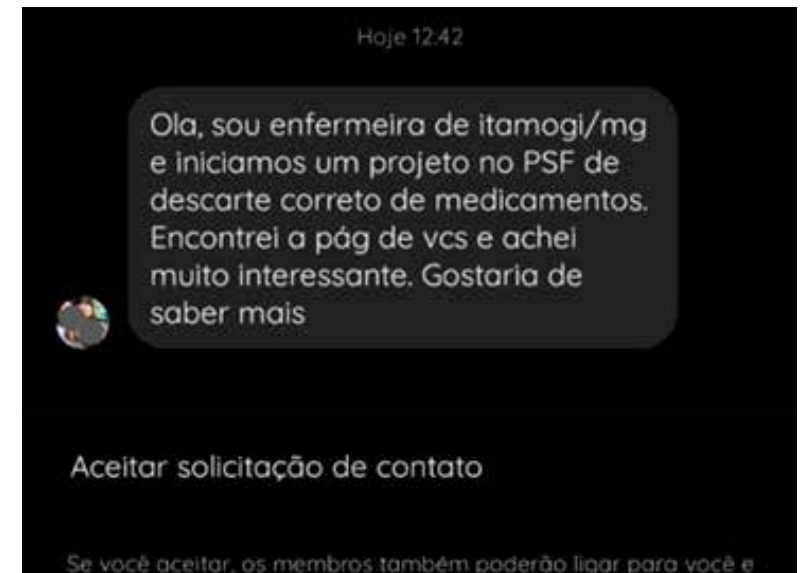 Hoje 12:42
Ola, sou enfermeira de itamogi/mg
e iniciamos um projeto no PSF de
descarte correto de medicamentos.
Encontrei a pág de vcs e achei
muito interessante. Gostaria de
saber mais
Aceitar solicitação de contato
Se você aceitar, os membros também poderão ligar para você e